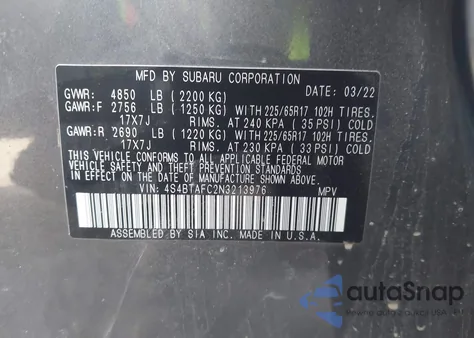 MFD BY SUBARU CORPORATION
DATE: 03/22
GVWR: 4850 LB (2200 KG)
GAWR:F 2756 LB (1250 KG) WITH 225/65R17 102H TIRES.
17X7J RIMS. AT 240 KPA (35 PSI) COLD
GAWR:R 2690 LB (1220 KG) WITH 225/65R17 102H TIRES.
17X7J RIMS. AT 230 KPA (33 PSI) COLD
THIS VEHICLE CONFORMS TO ALL APPLICABLE
FEDERAL MOTOR VEHICLE SAFETY, BUMPER AND
THEFT PREVENTION STANDARDS IN EFFECT
ON THE DATE OF MANUFACTURE SHOWN ABOVE.
VIN: 4S4BTAFC2N3213976 MPV
ASSEMBLED BY SIA INC. MADE IN U.S.A.
autoSnap